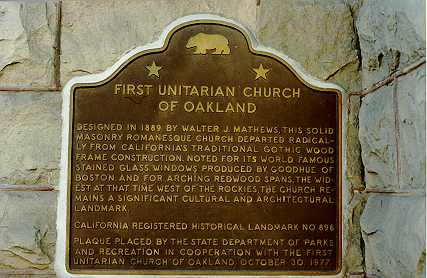 FIRST UNITARIAN CHURCH
OF OAKLAND
DESIGNED IN 1889 BY WALTER J. MATHEWS, THIS SOLID
MASONRY ROMANESQUE CHURCH DEPARTED RADICAL-
LY FROM CALIFORNIA'S TRADITIONAL GOTHIC WOOD
FRAME CONSTRUCTION. NOTED FOR ITS WORLD FAMOUS
STAINED GLASS WINDOWS PRODUCED BY GOODHUE OF
BOSTON AND FOR ARCHING REDWOOD SPANS, THE WID-
EST AT THAT TIME WEST OF THE ROCKIES, THE CHURCH RE-
MAINS A SIGNIFICANT CULTURAL AND ARCHITECTURAL
LANDMARK.
CALIFORNIA REGISTERED HISTORICAL LANDMARK NO. 896
PLAQUE PLACED BY THE STATE DEPARTMENT OF PARKS
AND RECREATION IN COOPERATION WITH THE FIRST
UNITARIAN CHURCH OF OAKLAND, OCTOBER 30, 1977.